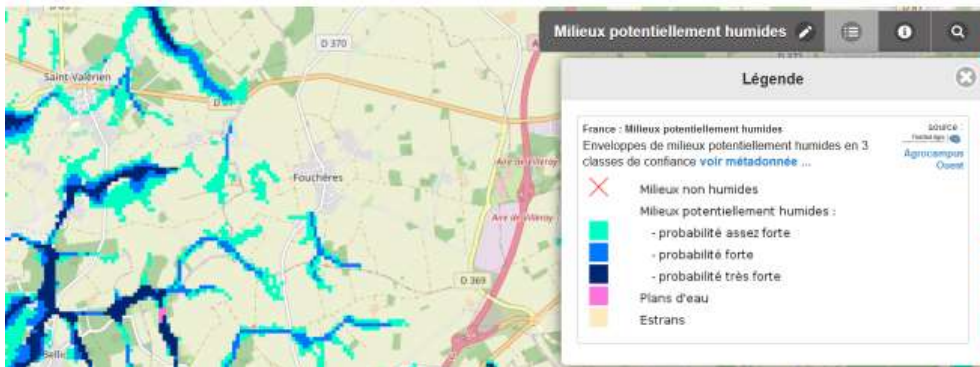 D 370
Milieux potentiellement humides
Saint-Valérien
Fouchères
Aire de Villeroy
Aire de Villeroy
D 369
Légende
France : Milieux potentiellement humides
source :
Enveloppes de milieux potentiellement humides en 3
classes de confiance voir métadonnée ...
Agrocampus
Ouest
Milieux non humides
Milieux potentiellement humides :
- probabilité assez forte
- probabilité forte
- probabilité très forte
Plans d'eau
Estrans